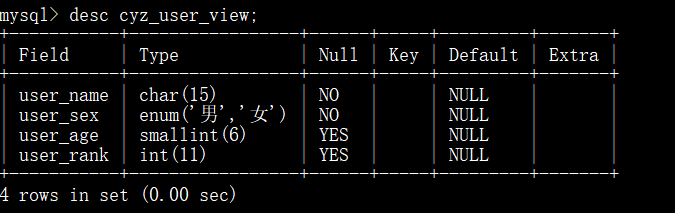 mysql> desc cyz_user_view;
+-----------+------------------+------+-----+---------+-------+
| Field     | Type             | Null | Key | Default | Extra |
+-----------+------------------+------+-----+---------+-------+
| user_name | char(15)         | NO   |     | NULL    |       |
| user_sex  | enum('男','女')  | NO   |     | NULL    |       |
| user_age  | smallint(6)      | YES  |     | NULL    |       |
| user_rank | int(11)          | YES  |     | NULL    |       |
+-----------+------------------+------+-----+---------+-------+
4 rows in set (0.00 sec)